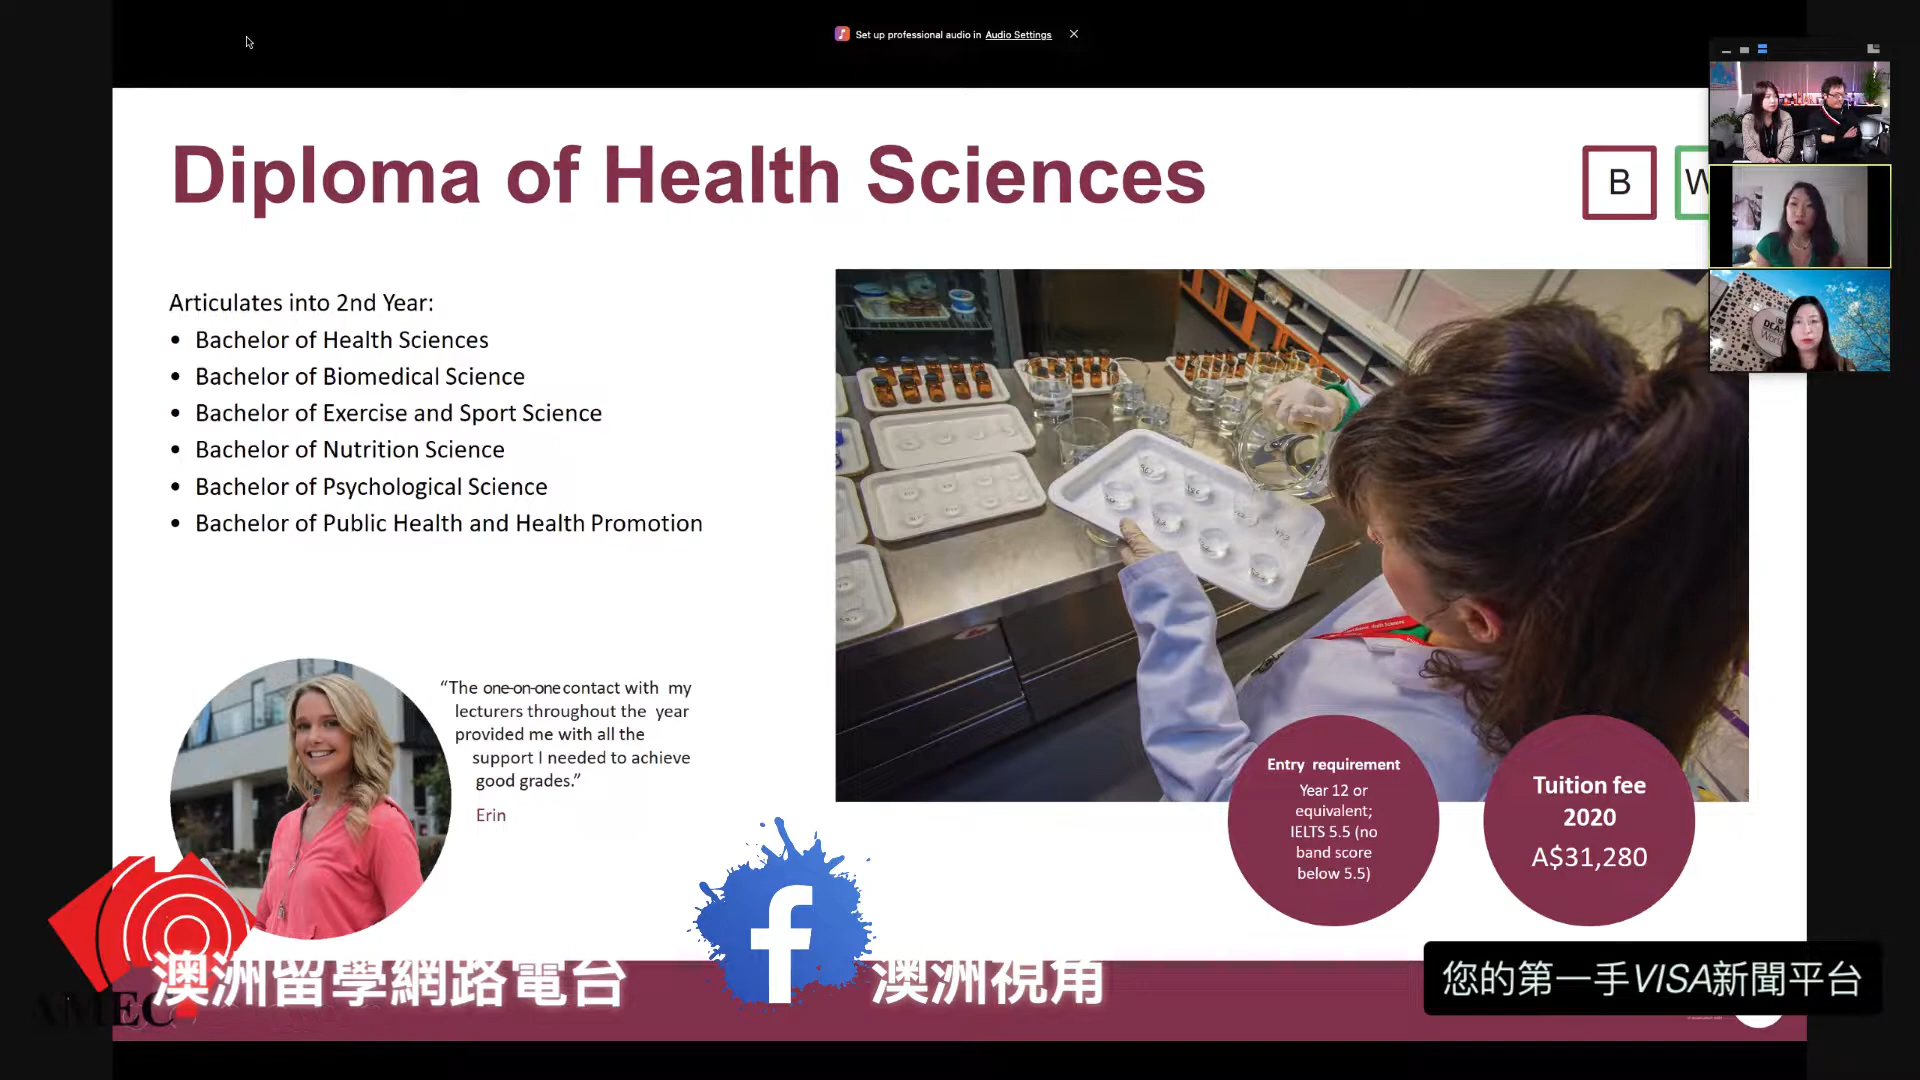 Set up professional audio in Audio Settings
Diploma of Health Sciences
B
W
Articulates into 2nd Year:
• Bachelor of Health Sciences
• Bachelor of Biomedical Science
• Bachelor of Exercise and Sport Science
• Bachelor of Nutrition Science
• Bachelor of Psychological Science
• Bachelor of Public Health and Health Promotion
“The one-on-one contact with my
lecturers throughout the year
provided me with all the
support I needed to achieve
good grades.”
Erin
Entry requirement
Year 12 or
equivalent;
IELTS 5.5 (no
band score
below 5.5)
Tuition fee
2020
A$31,280
AMEC
澳洲留學網路電台
f
澳洲視角
您的第一手VISA新聞平台